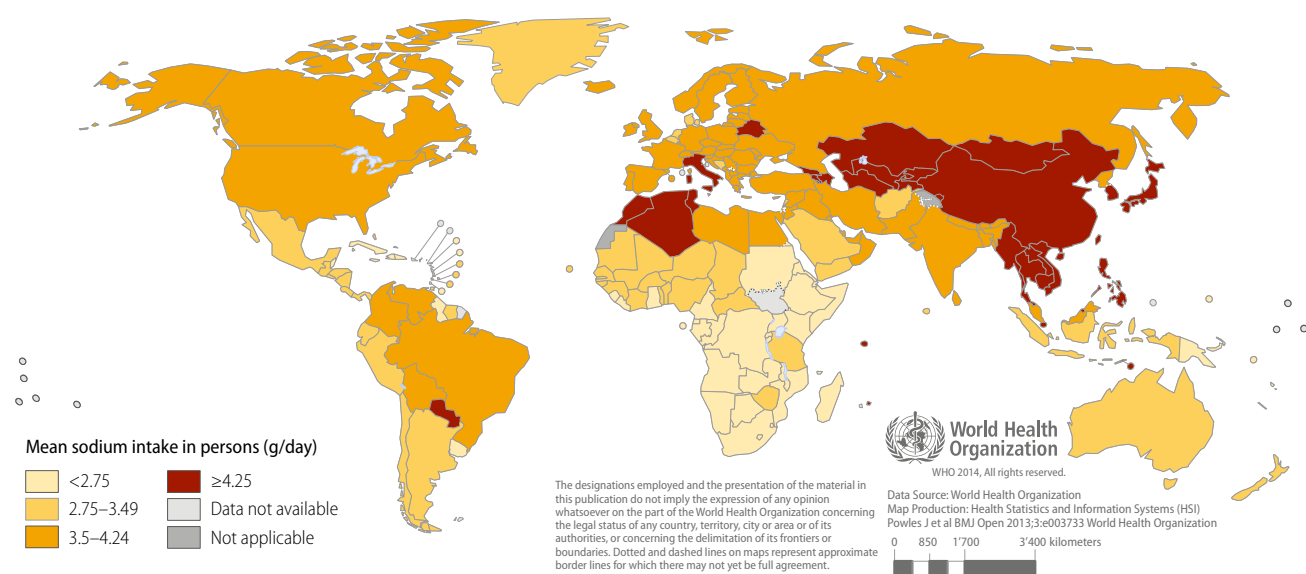 Mean sodium intake in persons (g/day)
<2.75
2.75–3.49
3.5–4.24
≥4.25
Data not available
Not applicable
The designations employed and the presentation of the material in
this publication do not imply the expression of any opinion
whatsoever on the part of the World Health Organization concerning
the legal status of any country, territory, city or area or of its
authorities, or concerning the delimitation of its frontiers or
boundaries. Dotted and dashed lines on maps represent approximate
border lines for which there may not yet be full agreement.
World Health
Organization
WHO 2014, All rights reserved.
Data Source: World Health Organization
Map Production: Health Statistics and Information Systems (HSI)
Powles J et al BMJ Open 2013;3:e003733 World Health Organization
0 850 1'700 3'400 kilometers